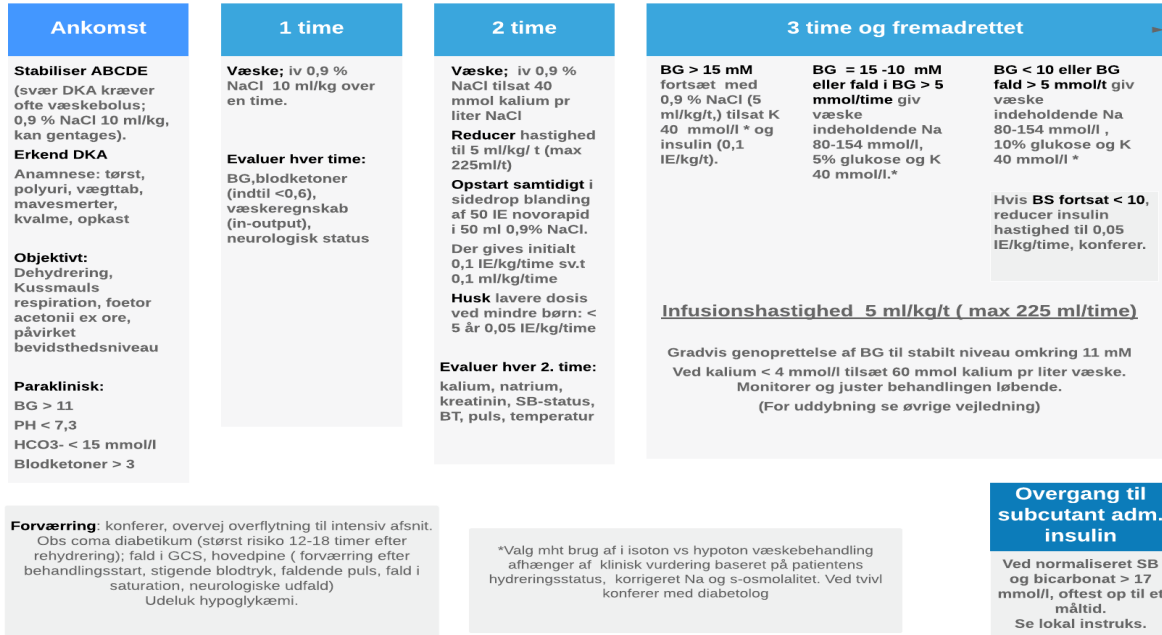 Ankomst
Stabiliser ABCDE
(svær DKA kræver
ofte væskebolus;
0,9 % NaCl 10 ml/kg,
kan gentages).
Erkend DKA
Anamnese: tørst,
polyuri, vægttab,
mavesmerter,
kvalme, opkast
Objektivt:
Dehydrering,
Kussmauls
respiration, foetor
acetonii ex ore,
påvirket
bevidsthedsniveau
Paraklinisk:
BG > 11
PH < 7,3
HCO3- < 15 mmol/l
Blodketoner > 3
1 time
Væske; iv 0,9 %
NaCl 10 ml/kg over
en time.
Evaluer hver time:
BG,blodketoner
(indtil <0,6),
væskeregnskab
(in-output),
neurologisk status
2 time
Væske; iv 0,9 %
NaCl tilsat 40
mmol kalium pr
liter NaCl
Reducer hastighed
til 5 ml/kg/ t (max
225ml/t)
Opstart samtidigt i
sidedrop blanding
af 50 IE novorapid
i 50 ml 0,9% NaCl.
Der gives initialt
0,1 IE/kg/time sv.t
0,1 ml/kg/time
Husk lavere dosis
ved mindre børn: <
5 år 0,05 IE/kg/time
Evaluer hver 2. time:
kalium, natrium,
kreatinin, SB-status,
BT, puls, temperatur
3 time og fremadrettet
BG > 15 mM
fortsæt med
0,9 % NaCl (5
ml/kg/t,) tilsat K
40 mmol/l * og
insulin (0,1
IE/kg/t).
BG = 15 -10 mM
eller fald i BG > 5
mmol/time giv
væske
indeholdende Na
80-154 mmol/l,
5% glukose og K
40 mmol/l.*
BG < 10 eller BG
fald > 5 mmol/t giv
væske
indeholdende Na
80-154 mmol/l ,
10% glukose og K
40 mmol/l *
Hvis BS fortsat < 10,
reducer insulin
hastighed til 0,05
IE/kg/time, konferer.
Infusionshastighed 5 ml/kg/t ( max 225 ml/time)
Gradvis genoprettelse af BG til stabilt niveau omkring 11 mM
Ved kalium < 4 mmol/l tilsæt 60 mmol kalium pr liter væske.
Monitorer og juster behandlingen løbende.
(For uddybning se øvrige vejledning)
Forværring: konferer, overvej overflytning til intensiv afsnit.
Obs coma diabetikum (størst risiko 12-18 timer efter
rehydrering); fald i GCS, hovedpine ( forværring efter
behandlingsstart, stigende blodtryk, faldende puls, fald i
saturation, neurologiske udfald)
Udeluk hypoglykæmi.
*Valg mht brug af i isoton vs hypoton væskebehandling
afhænger af klinisk vurdering baseret på patientens
hydreringsstatus, korrigeret Na og s-osmolalitet. Ved tvivl
konferer med diabetolog
Overgang til
subcutant adm.
insulin
Ved normaliseret SB
og bicarbonat > 17
mmol/l, oftest op til et
måltid.
Se lokal instruks.